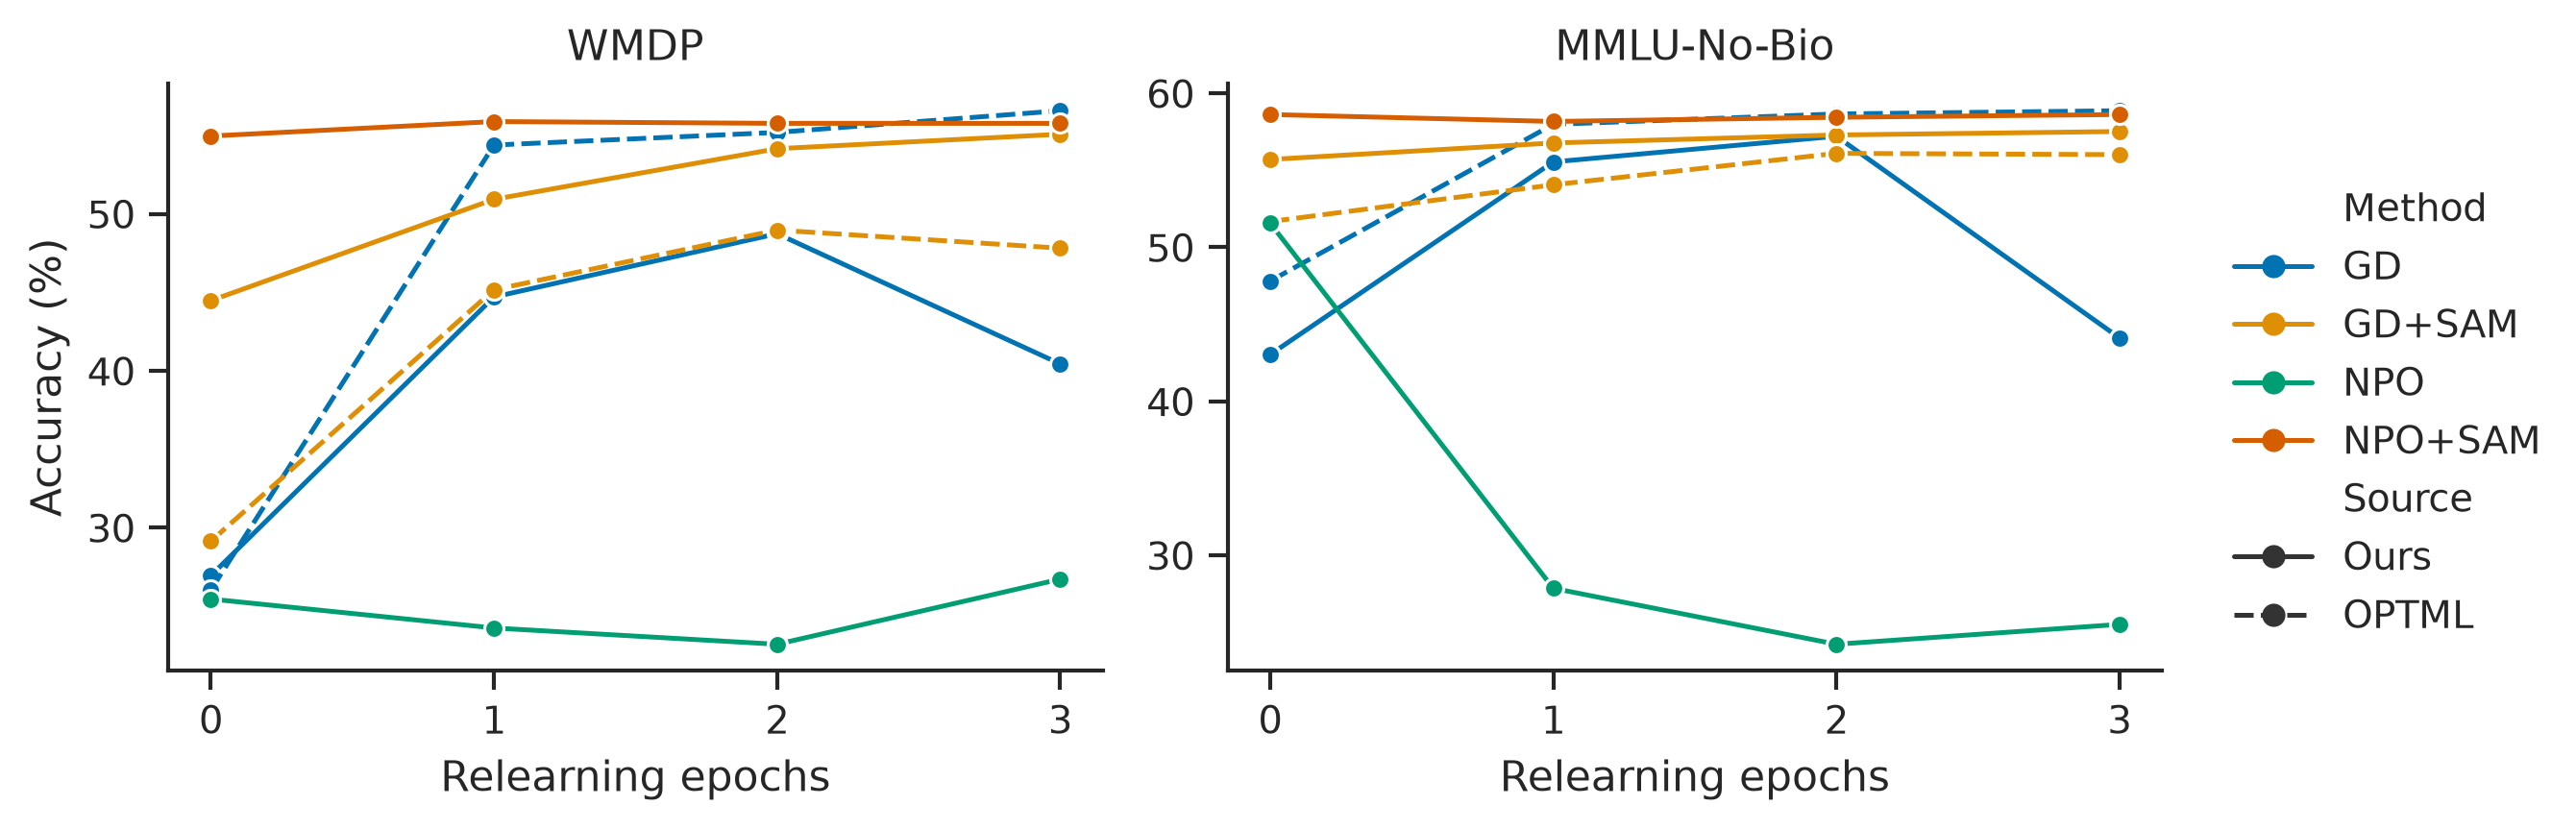 WMDP
Accuracy (%)
50
40
30
0 1 2 3
Relearning epochs
MMLU-No-Bio
60
50
40
30
0 1 2 3
Relearning epochs
Method
GD
GD+SAM
NPO
NPO+SAM
Source
Ours
OPTML